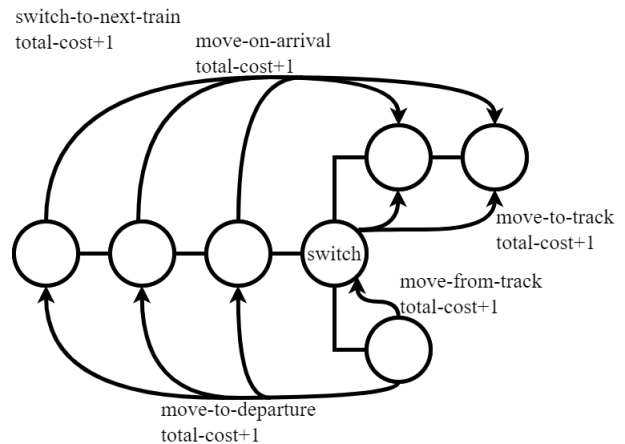 switch-to-next-train
total-cost+1
move-on-arrival
total-cost+1
move-to-track
total-cost+1
switch
move-from-track
total-cost+1
move-to-departure
total-cost+1